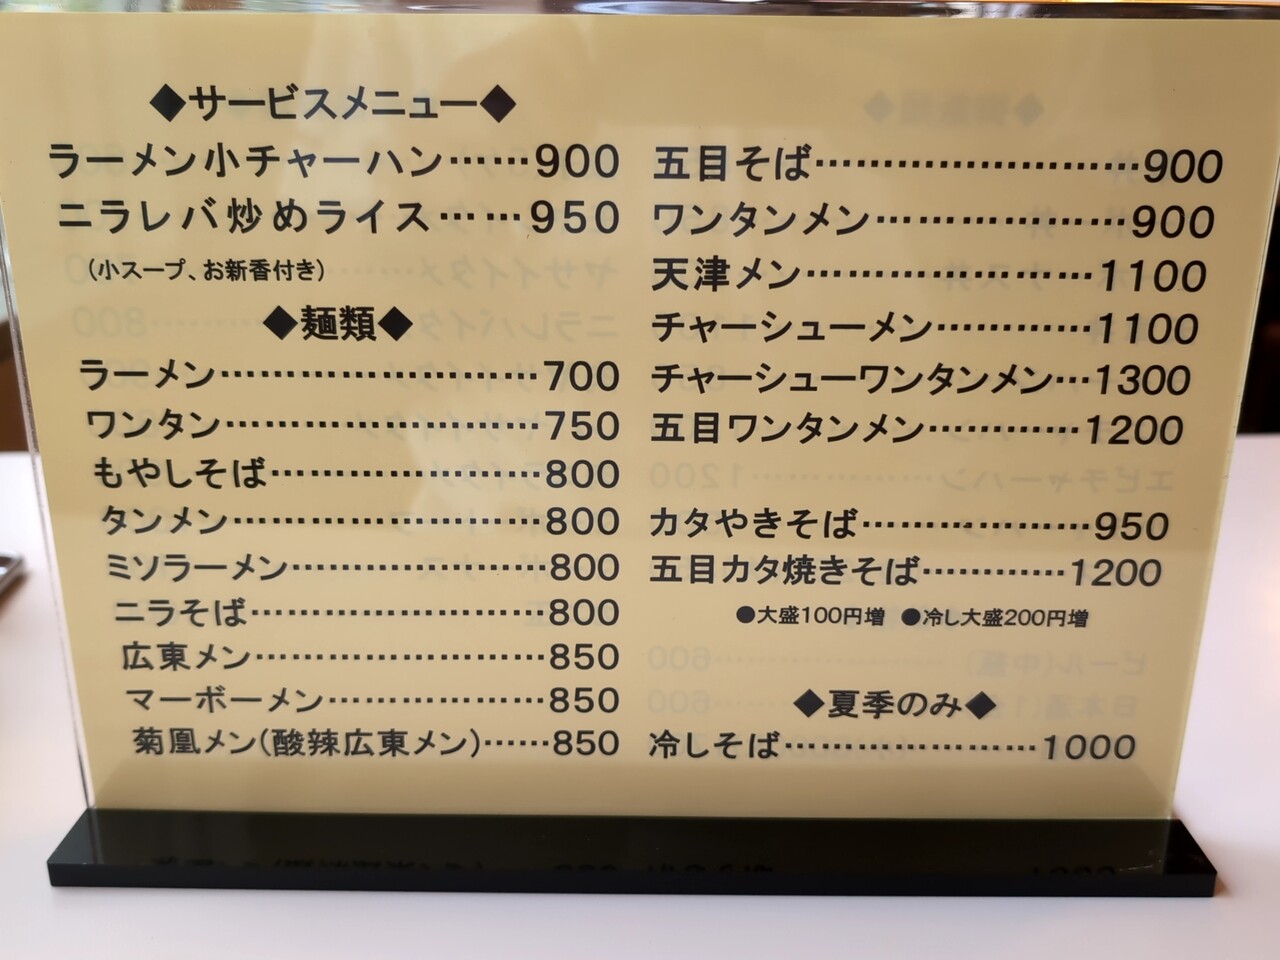 ◆サービスメニュー◆
ラーメン小チャーハン……900
ニラレバ炒めライス……950
(小スープ、お新香付き)
◆麺類◆
ラーメン…………………………700
ワンタン…………………………750
もやしそば………………………800
タンメン…………………………800
ミソラーメン……………………800
ニラそば…………………………800
広東メン…………………………850
マーボーメン……………………850
菊凰メン(酸辣広東メン)……850
五目そば…………………………900
ワンタンメン……………………900
天津メン…………………………1100
チャーシューメン……………1100
チャーシューワンタンメン…1300
五目ワンタンメン……………1200
カタやきそば……………………950
五目カタ焼きそば……………1200
●大盛100円増 ●冷し大盛200円増
◆夏季のみ◆
冷しそば………………………1000